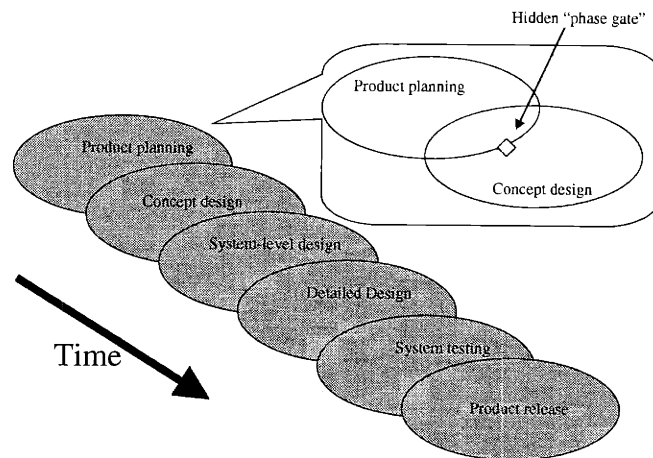 Hidden “phase gate”
Product planning
Concept design
Product planning
Concept design
System-level design
Detailed Design
System testing
Product release
Time